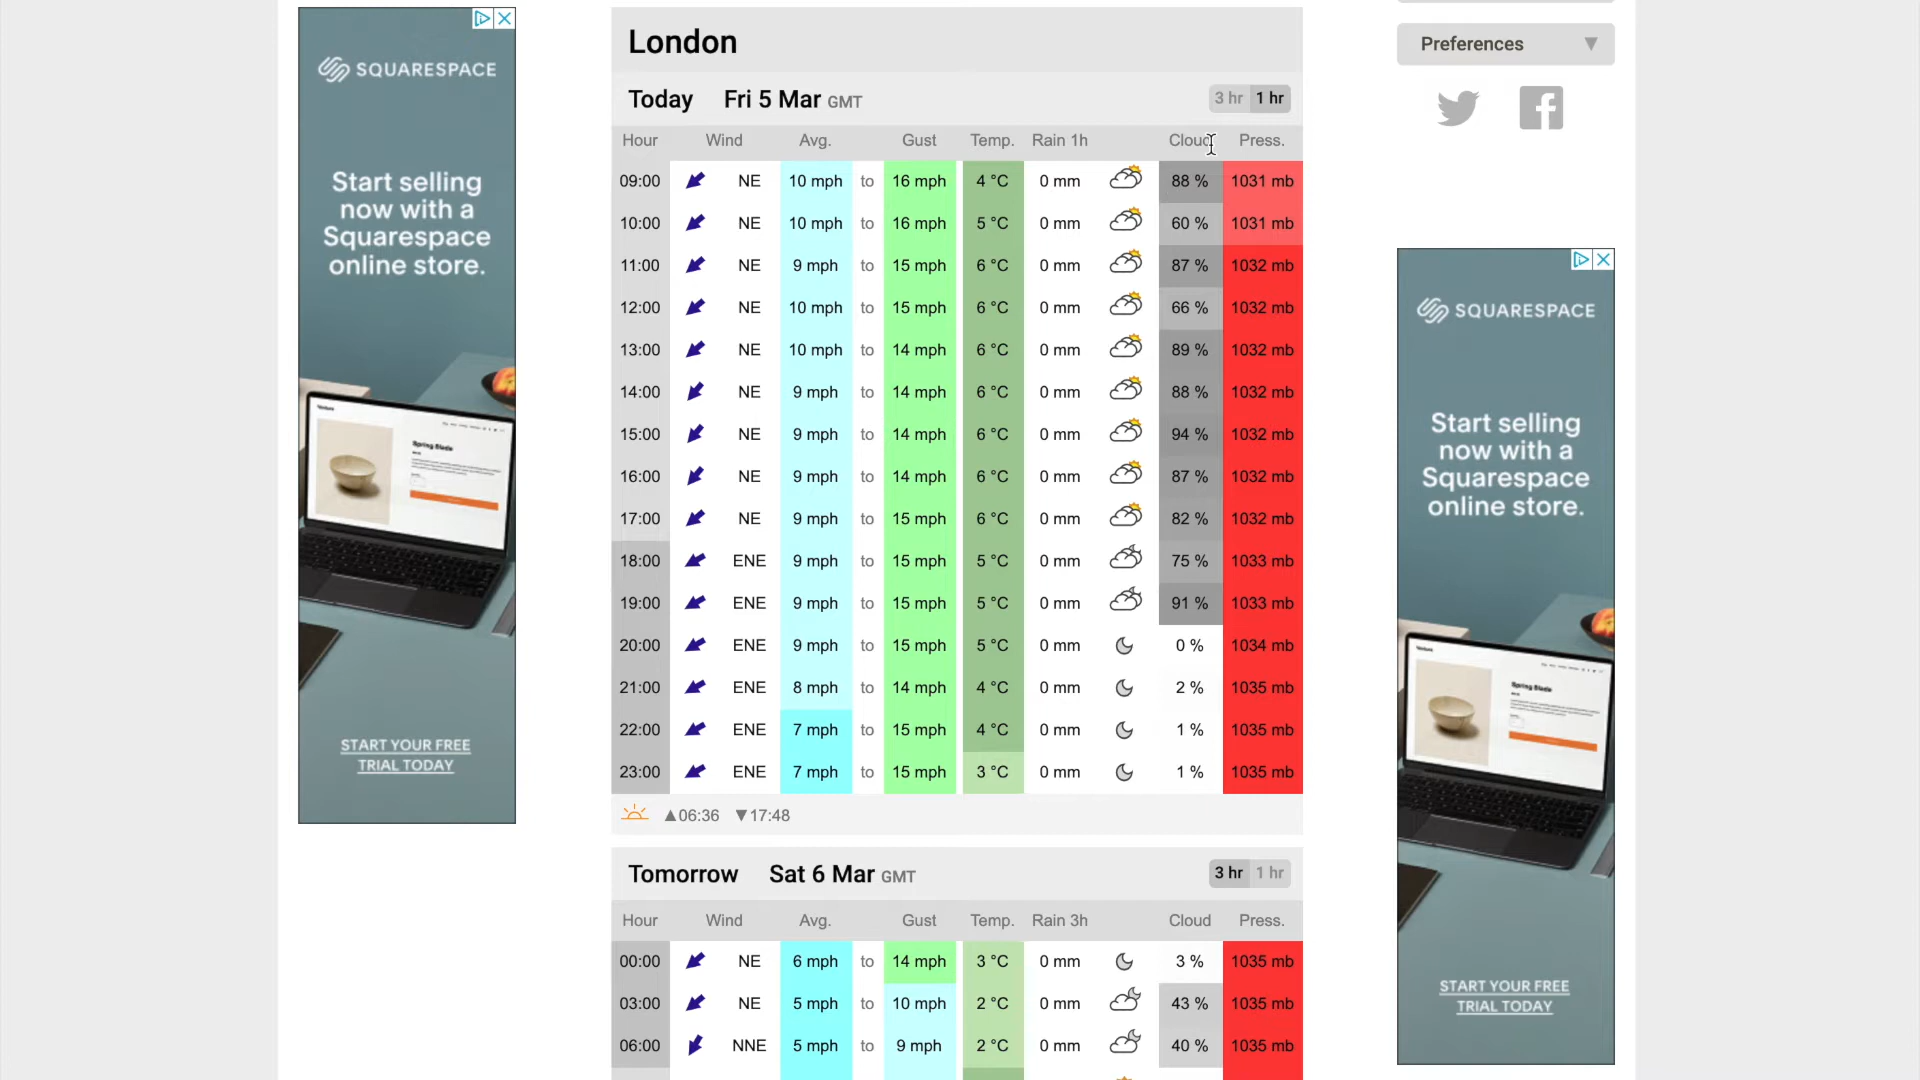 SQUARESPACE
Start selling
now with a
Squarespace
online store.
START YOUR FREE
TRIAL TODAY
London
Today Fri 5 Mar GMT 3 hr 1 hr
Hour Wind Avg. Gust Temp. Rain 1h Cloud Press.
09:00 NE 10 mph to 16 mph 4 °C 0 mm 88 % 1031 mb
10:00 NE 10 mph to 16 mph 5 °C 0 mm 60 % 1031 mb
11:00 NE 9 mph to 15 mph 6 °C 0 mm 87 % 1032 mb
12:00 NE 10 mph to 15 mph 6 °C 0 mm 66 % 1032 mb
13:00 NE 10 mph to 14 mph 6 °C 0 mm 89 % 1032 mb
14:00 NE 9 mph to 14 mph 6 °C 0 mm 88 % 1032 mb
15:00 NE 9 mph to 14 mph 6 °C 0 mm 94 % 1032 mb
16:00 NE 9 mph to 14 mph 6 °C 0 mm 87 % 1032 mb
17:00 NE 9 mph to 15 mph 6 °C 0 mm 82 % 1032 mb
18:00 ENE 9 mph to 15 mph 5 °C 0 mm 75 % 1033 mb
19:00 ENE 9 mph to 15 mph 5 °C 0 mm 91 % 1033 mb
20:00 ENE 9 mph to 15 mph 5 °C 0 mm 0 % 1034 mb
21:00 ENE 8 mph to 14 mph 4 °C 0 mm 2 % 1035 mb
22:00 ENE 7 mph to 15 mph 4 °C 0 mm 1 % 1035 mb
23:00 ENE 7 mph to 15 mph 3 °C 0 mm 1 % 1035 mb
▲06:36 ▼17:48
Tomorrow Sat 6 Mar GMT 3 hr 1 hr
Hour Wind Avg. Gust Temp. Rain 3h Cloud Press.
00:00 NE 6 mph to 14 mph 3 °C 0 mm 3 % 1035 mb
03:00 NE 5 mph to 10 mph 2 °C 0 mm 43 % 1035 mb
06:00 NNE 5 mph to 9 mph 2 °C 0 mm 40 % 1035 mb
Preferences ▼
SQUARESPACE
Start selling
now with a
Squarespace
online store.
START YOUR FREE
TRIAL TODAY